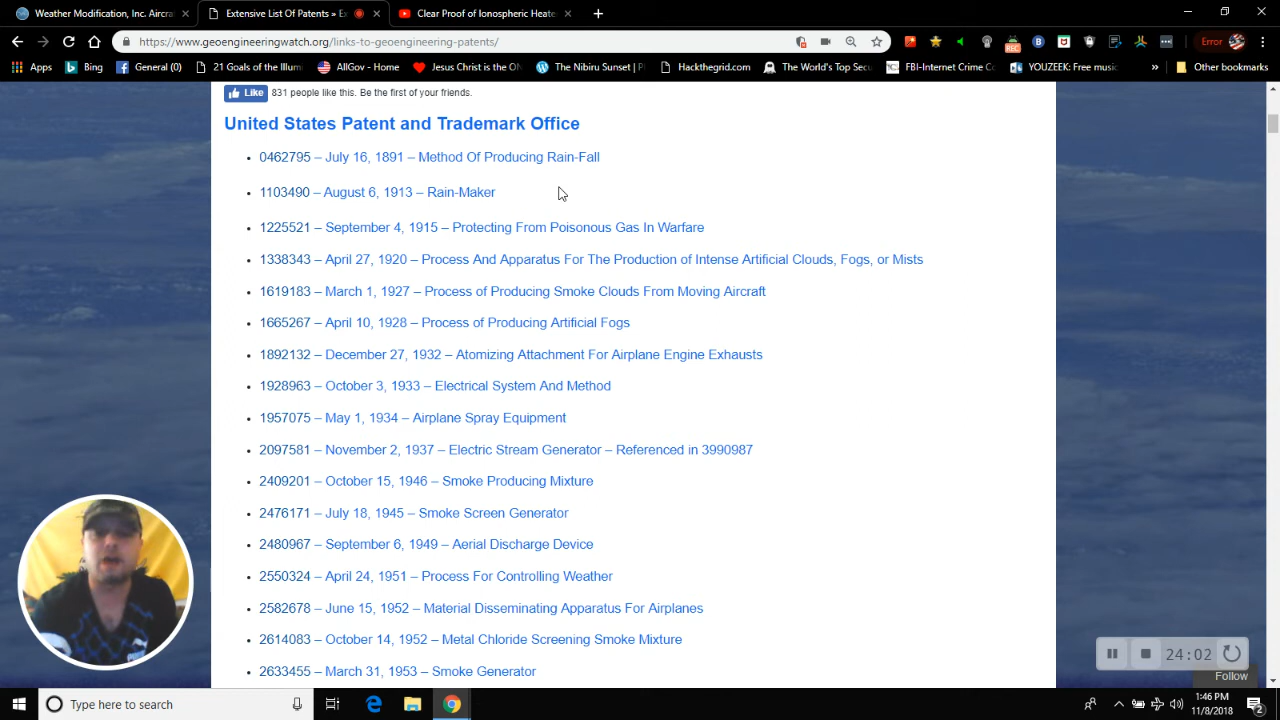 Weather Modification, Inc. Aircra
Extensive List of Patents » Ex
Clear Proof of Ionospheric Heate
https://www.geoengineeringwatch.org/links-to-geoengineering-patents/
REC
Error
Apps
Bing
General (0)
21 Goals of the Illum
AllGov - Home
Jesus Christ is the ON
The Nibiru Sunset | P
Hackthegrid.com
The World's Top Secu
FBI-Internet Crime Co
YOUZEEK: Free music
»
Other bookmarks
Like 831 people like this. Be the first of your friends.
United States Patent and Trademark Office
0462795 – July 16, 1891 – Method Of Producing Rain-Fall
1103490 – August 6, 1913 – Rain-Maker
1225521 – September 4, 1915 – Protecting From Poisonous Gas In Warfare
1338343 – April 27, 1920 – Process And Apparatus For The Production of Intense Artificial Clouds, Fogs, or Mists
1619183 – March 1, 1927 – Process of Producing Smoke Clouds From Moving Aircraft
1665267 – April 10, 1928 – Process of Producing Artificial Fogs
1892132 – December 27, 1932 – Atomizing Attachment For Airplane Engine Exhausts
1928963 – October 3, 1933 – Electrical System And Method
1957075 – May 1, 1934 – Airplane Spray Equipment
2097581 – November 2, 1937 – Electric Stream Generator – Referenced in 3990987
2409201 – October 15, 1946 – Smoke Producing Mixture
2476171 – July 18, 1945 – Smoke Screen Generator
2480967 – September 6, 1949 – Aerial Discharge Device
2550324 – April 24, 1951 – Process For Controlling Weather
2582678 – June 15, 1952 – Material Disseminating Apparatus For Airplanes
2614083 – October 14, 1952 – Metal Chloride Screening Smoke Mixture
2633455 – March 31, 1953 – Smoke Generator
24:02
Follow
Type here to search
1:46 PM
11/8/2018
2